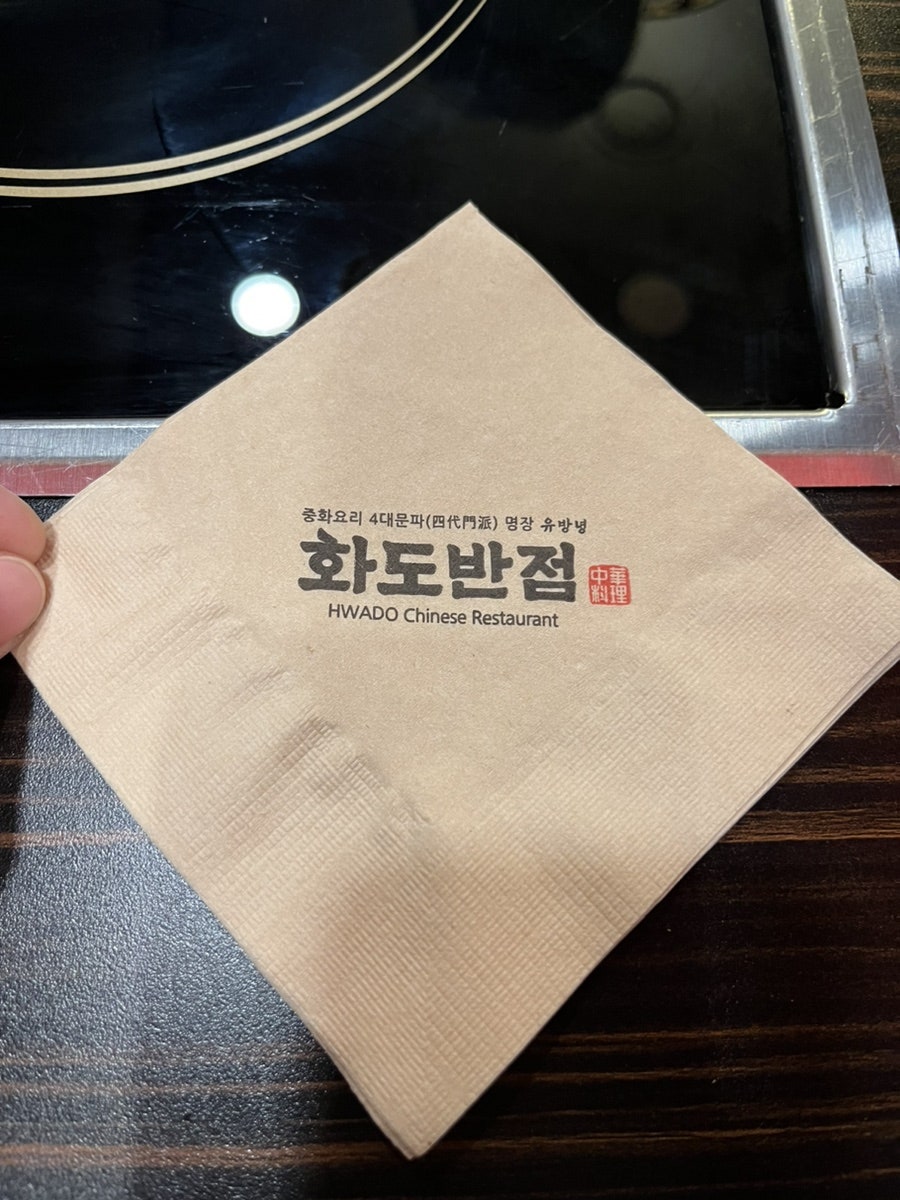 중화요리 4대문파(四代門派) 명장 유방녕
화도반점
中華
料理
HWADO Chinese Restaurant